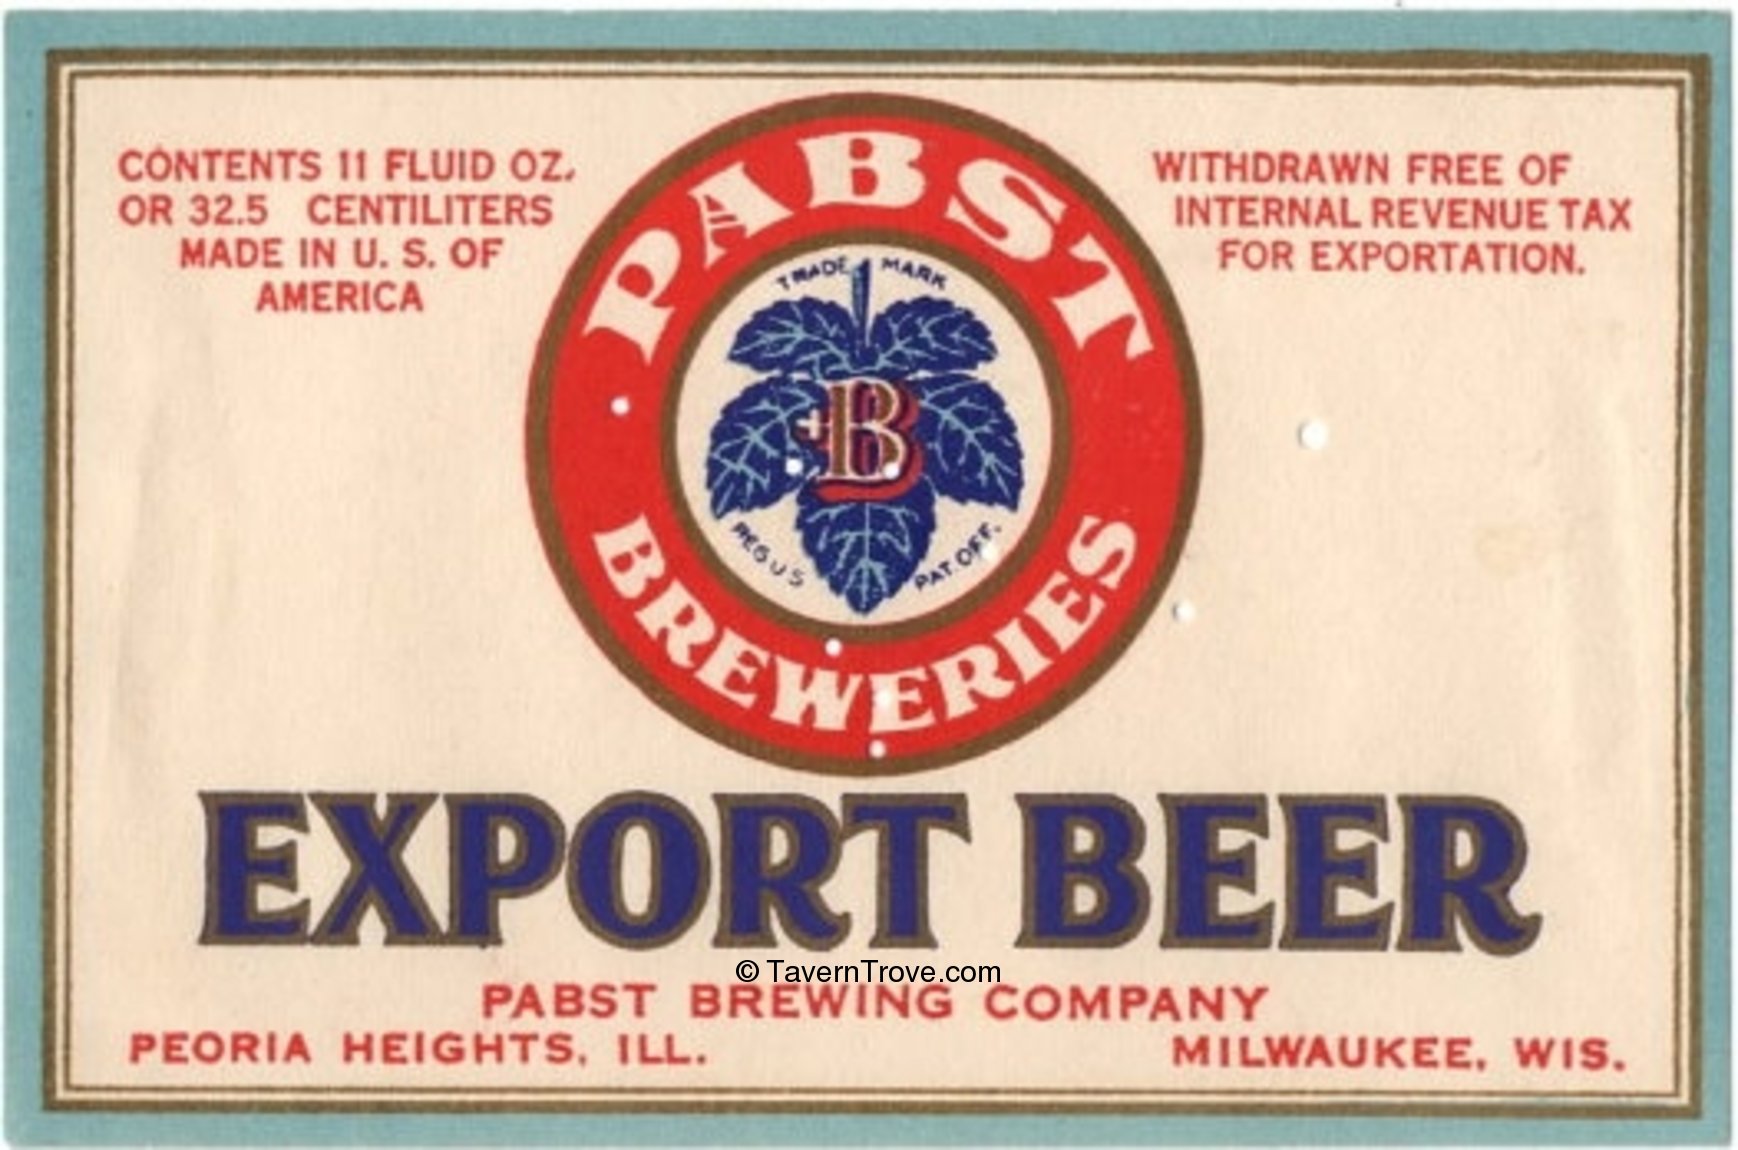 CONTENTS 11 FLUID OZ.
OR 32.5 CENTILITERS
MADE IN U. S. OF
AMERICA
WITHDRAWN FREE OF
INTERNAL REVENUE TAX
FOR EXPORTATION.
PABST
TRADE MARK
B
REG U S PAT. OFF.
BREWERIES
EXPORT BEER
© TavernTrove.com
PABST BREWING COMPANY
PEORIA HEIGHTS, ILL. MILWAUKEE, WIS.